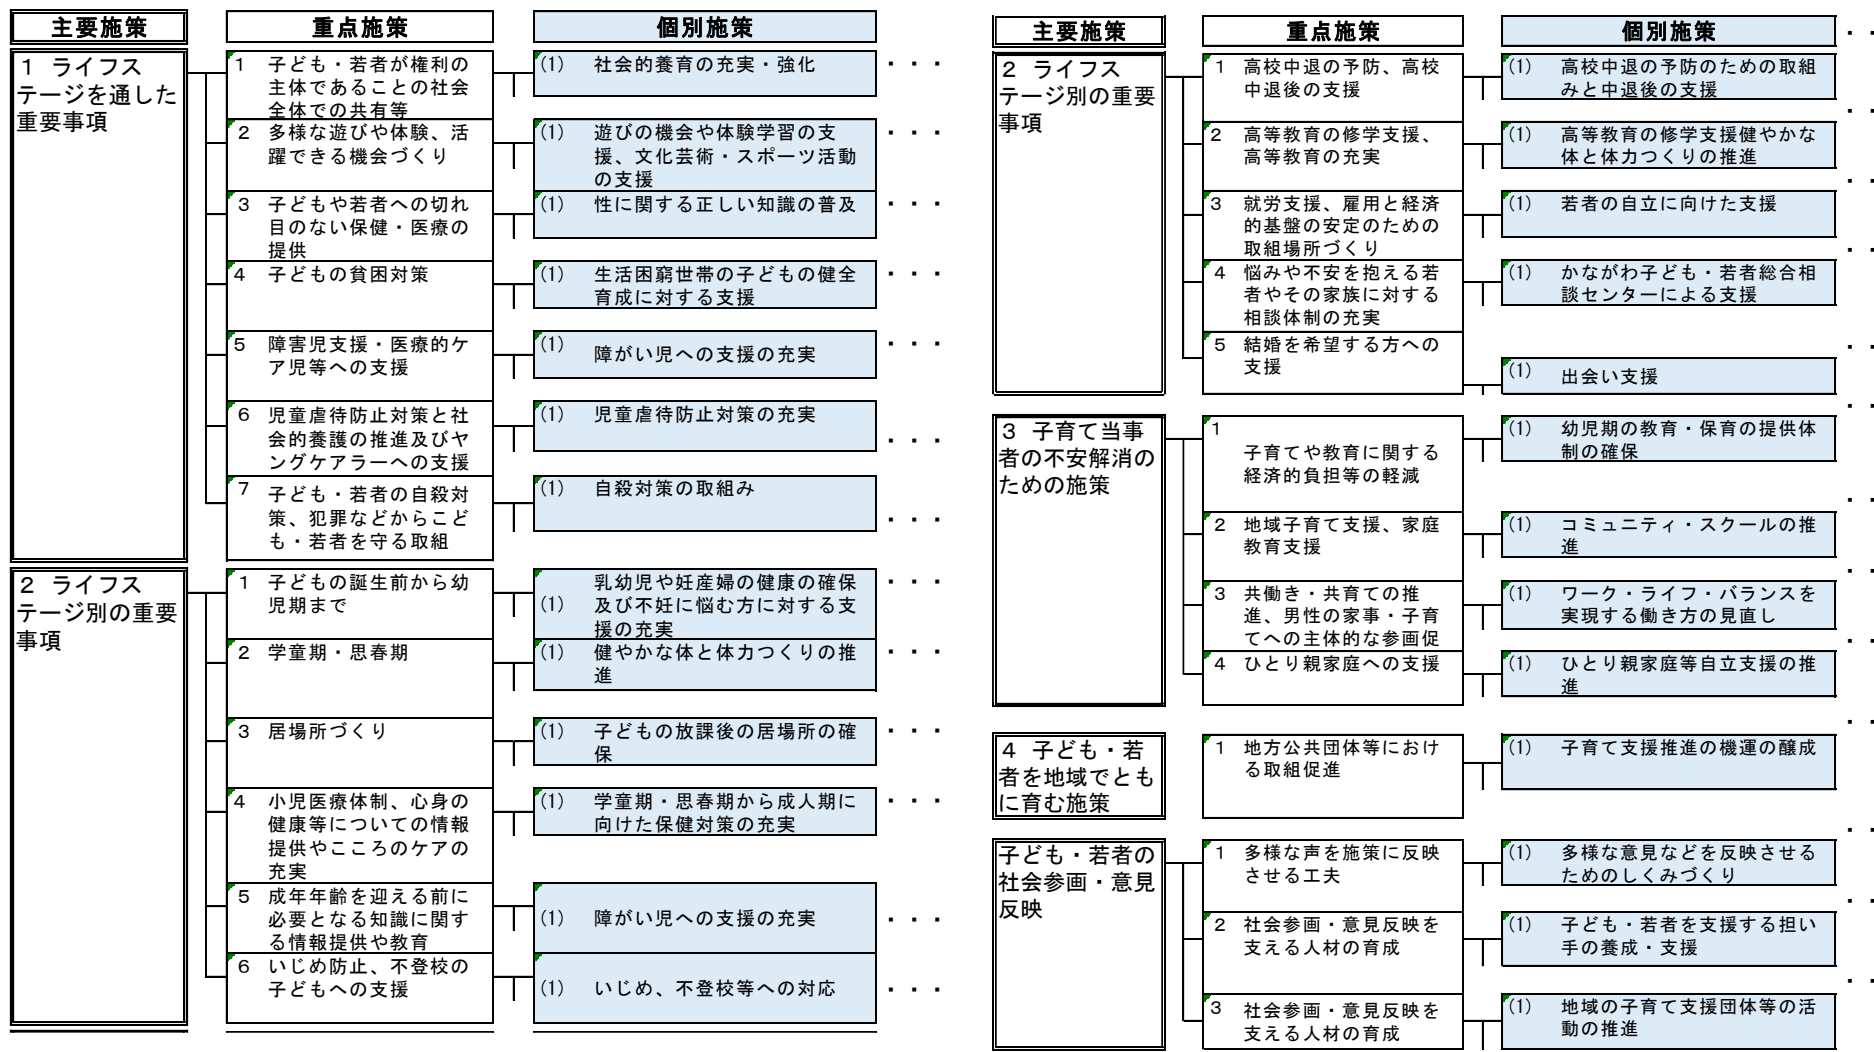 主要施策
重点施策
個別施策
1 ライフス
テージを通した
重要事項
1 子ども・若者が権利の
主体であることの社会
全体での共有等
(1) 社会的養育の充実・強化 ・・・
2 多様な遊びや体験、活
躍できる機会づくり
(1) 遊びの機会や体験学習の支 ・・・
援、文化芸術・スポーツ活動
の支援
3 子どもや若者への切れ
目のない保健・医療の
提供
(1) 性に関する正しい知識の普及 ・・・
4 子どもの貧困対策
(1) 生活困窮世帯の子どもの健全 ・・・
育成に対する支援
5 障害児支援・医療的ケ
ア児等への支援
(1) 障がい児への支援の充実 ・・・
6 児童虐待防止対策と社
会的養護の推進及びヤ
ングケアラーへの支援
(1) 児童虐待防止対策の充実 ・・・
7 子ども・若者の自殺対
策、犯罪などからこど
も・若者を守る取組
(1) 自殺対策の取組み ・・・
2 ライフス
テージ別の重要
事項
1 子どもの誕生前から幼
児期まで
乳幼児や妊産婦の健康の確保 ・・・
(1) 及び不妊に悩む方に対する支
援の充実
2 学童期・思春期
(1) 健やかな体と体力つくりの推 ・・・
進
3 居場所づくり
(1) 子どもの放課後の居場所の確 ・・・
保
4 小児医療体制、心身の
健康等についての情報
提供やこころのケアの
充実
(1) 学童期・思春期から成人期に ・・・
向けた保健対策の充実
5 成年年齢を迎える前に
必要となる知識に関す
る情報提供や教育
(1) 障がい児への支援の充実 ・・・
6 いじめ防止、不登校の
子どもへの支援
(1) いじめ、不登校等への対応 ・・・
主要施策
重点施策
個別施策 ・・
2 ライフス
テージ別の重要
事項
1 高校中退の予防、高校
中退後の支援
(1) 高校中退の予防のための取組
みと中退後の支援 ・・
2 高等教育の修学支援、
高等教育の充実
(1) 高等教育の修学支援健やかな
体と体力つくりの推進 ・・
3 就労支援、雇用と経済
的基盤の安定のための
取組場所づくり
(1) 若者の自立に向けた支援 ・・
4 悩みや不安を抱える若
者やその家族に対する
相談体制の充実
(1) かながわ子ども・若者総合相
談センターによる支援 ・・
5 結婚を希望する方への
支援
(1) 出会い支援 ・・
3 子育て当事
者の不安解消の
ための施策
1
子育てや教育に関する
経済的負担等の軽減
(1) 幼児期の教育・保育の提供体
制の確保 ・・
2 地域子育て支援、家庭
教育支援
(1) コミュニティ・スクールの推
進 ・・
3 共働き・共育ての推
進、男性の家事・子育
てへの主体的な参画促
(1) ワーク・ライフ・バランスを
実現する働き方の見直し ・・
4 ひとり親家庭への支援
(1) ひとり親家庭等自立支援の推
進 ・・
4 子ども・若
者を地域でとも
に育む施策
1 地方公共団体等におけ
る取組促進
(1) 子育て支援推進の機運の醸成 ・・
子ども・若者の
社会参画・意見
反映
1 多様な声を施策に反映
させる工夫
(1) 多様な意見などを反映させる
ためのしくみづくり ・・
2 社会参画・意見反映を
支える人材の育成
(1) 子ども・若者を支援する担い
手の養成・支援 ・・
3 社会参画・意見反映を
支える人材の育成
(1) 地域の子育て支援団体等の活
動の推進